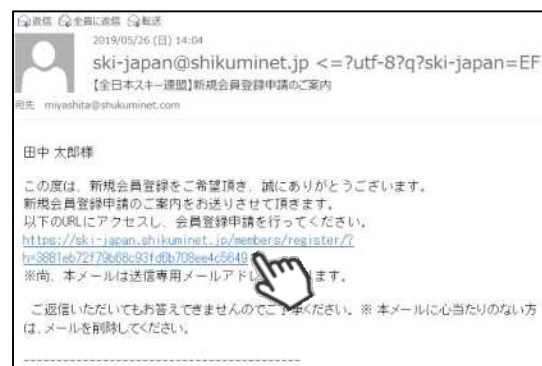 返信 全員に返信 転送
2019/05/26 (日) 14:04
ski-japan@shikuminet.jp <=?utf-8?q?ski-japan=EF
【全日本スキー連盟】新規会員登録申請のご案内
宛先 miyashita@shukuminet.com
田中 太郎様
この度は、新規会員登録をご希望頂き、誠にありがとうございます。
新規会員登録申請のご案内をお送りさせて頂きます。
以下のURLにアクセスし、会員登録申請を行ってください。
https://ski-japan.shikuminet.jp/members/register/?
h=3881eb72f79b68c93fd6b708ee4c5649
※尚、本メールは送信専用メールアドレ ります。
ご返信いただいてもお答えできませんのでご了承ください。※ 本メールに心当たりのない方
は、メールを削除してください。
----------------------------------------